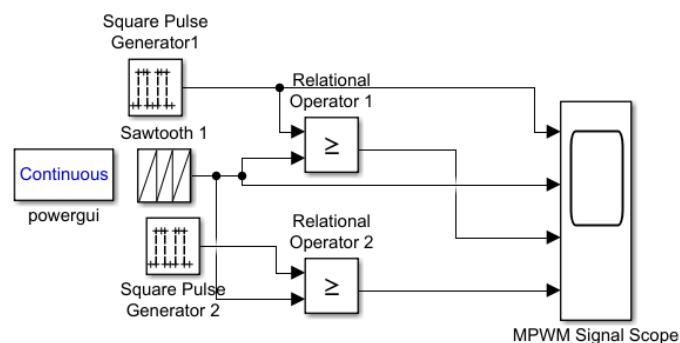 Square Pulse
Generator1
Relational
Operator 1
≥
Sawtooth 1
Continuous
powergui
Relational
Operator 2
≥
Square Pulse
Generator 2
MPWM Signal Scope